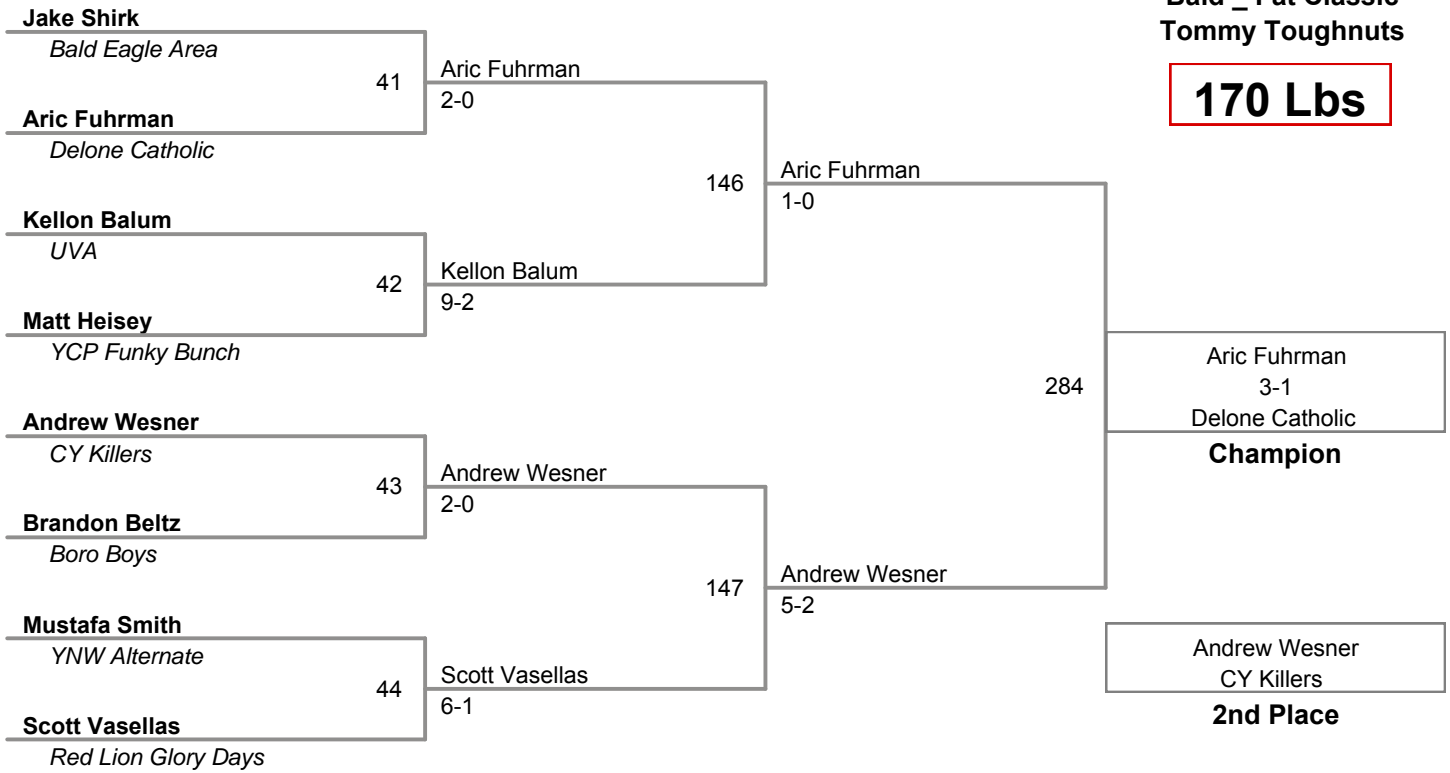 Bald _ Fat Classic
Tommy Toughnuts
170 Lbs
Jake Shirk
Bald Eagle Area
41
Aric Fuhrman
2-0
Aric Fuhrman
Delone Catholic
146
Aric Fuhrman
1-0
Kellon Balum
UVA
42
Kellon Balum
9-2
Matt Heisey
YCP Funky Bunch
284
Aric Fuhrman
3-1
Delone Catholic
Champion
Andrew Wesner
CY Killers
43
Andrew Wesner
2-0
Brandon Beltz
Boro Boys
147
Andrew Wesner
5-2
Mustafa Smith
YNW Alternate
44
Scott Vasellas
6-1
Scott Vasellas
Red Lion Glory Days
Andrew Wesner
CY Killers
2nd Place